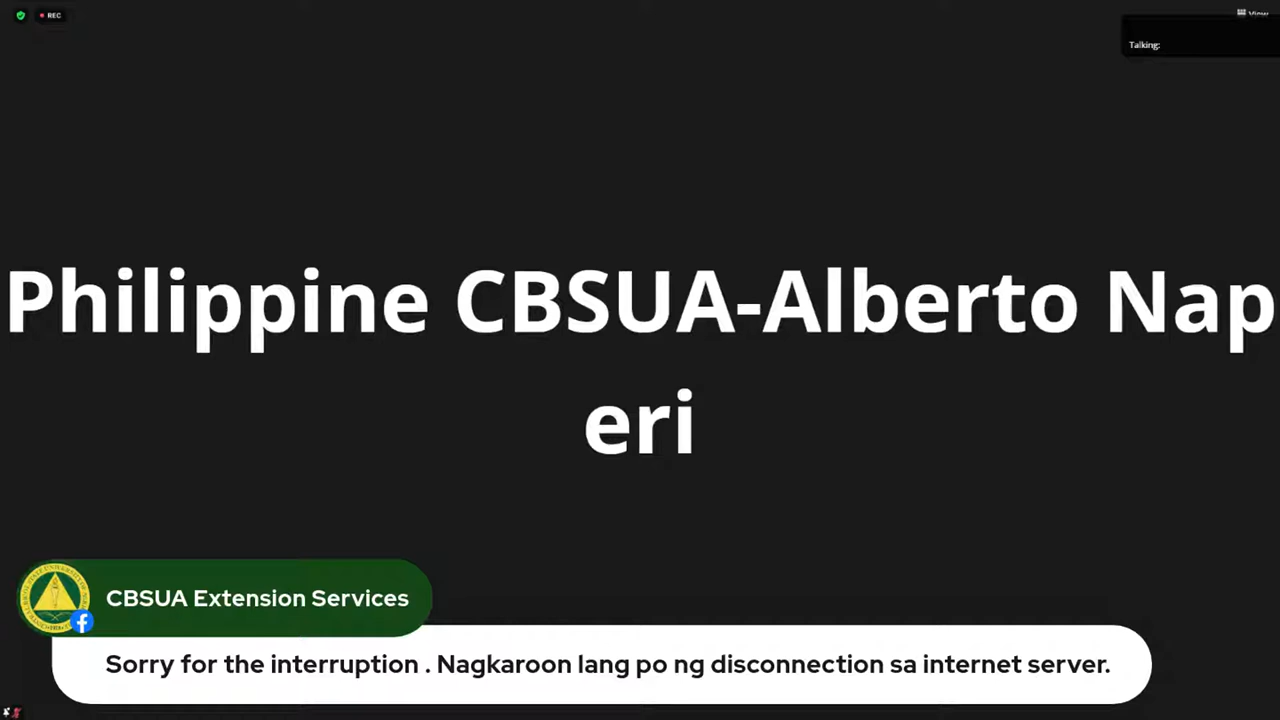 REC
View
Talking:
Philippine CBSUA-Alberto Nap
eri
CBSUA Extension Services
Sorry for the interruption . Nagkaroon lang po ng disconnection sa internet server.